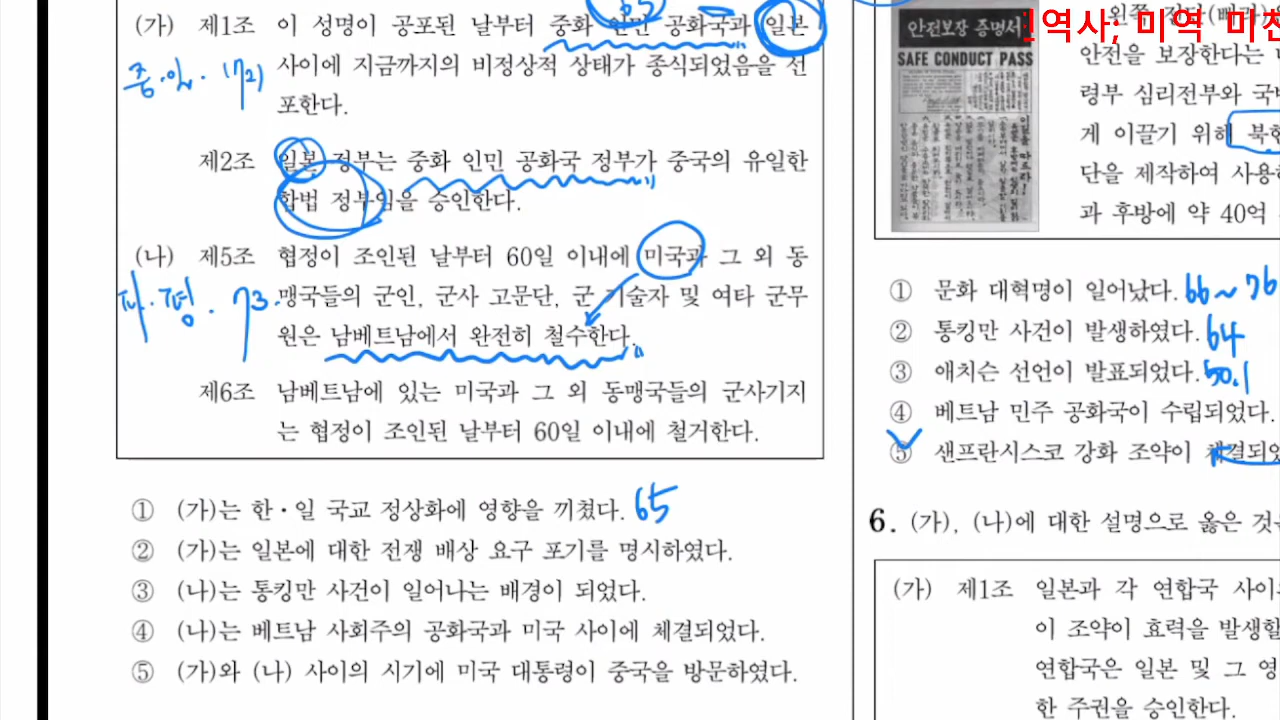 (가) 제1조 이 성명이 공포된 날부터 중화 인민 공화국과 일본
사이에 지금까지의 비정상적 상태가 종식되었음을 선
포한다.
중·일·(72)
제2조 일본 정부는 중화 인민 공화국 정부가 중국의 유일한
합법 정부임을 승인한다.
(나) 제5조 협정이 조인된 날부터 60일 이내에 미국과 그 외 동
맹국들의 군인, 군사 고문단, 군 기술자 및 여타 군무
원은 남베트남에서 완전히 철수한다.
파·평·73.
제6조 남베트남에 있는 미국과 그 외 동맹국들의 군사기지
는 협정이 조인된 날부터 60일 이내에 철거한다.
① (가)는 한·일 국교 정상화에 영향을 끼쳤다. 65
② (가)는 일본에 대한 전쟁 배상 요구 포기를 명시하였다.
③ (나)는 통킹만 사건이 일어나는 배경이 되었다.
④ (나)는 베트남 사회주의 공화국과 미국 사이에 체결되었다.
⑤ (가)와 (나) 사이의 시기에 미국 대통령이 중국을 방문하였다.
역사; 미역 미친
안전보장 증명서
SAFE CONDUCT PASS
왼쪽 전단(삐라)
안전을 보장한다는
령부 심리전부와 국
게 이끌기 위해 북한
단을 제작하여 사용
과 후방에 약 40억
① 문화 대혁명이 일어났다. 66~76
② 통킹만 사건이 발생하였다. 64
③ 애치슨 선언이 발표되었다. 50.1
④ 베트남 민주 공화국이 수립되었다.
⑤ 샌프란시스코 강화 조약이 체결되었
6. (가), (나)에 대한 설명으로 옳은 것
(가) 제1조 일본과 각 연합국 사이
이 조약이 효력을 발생할
연합국은 일본 및 그 영
한 주권을 승인한다.